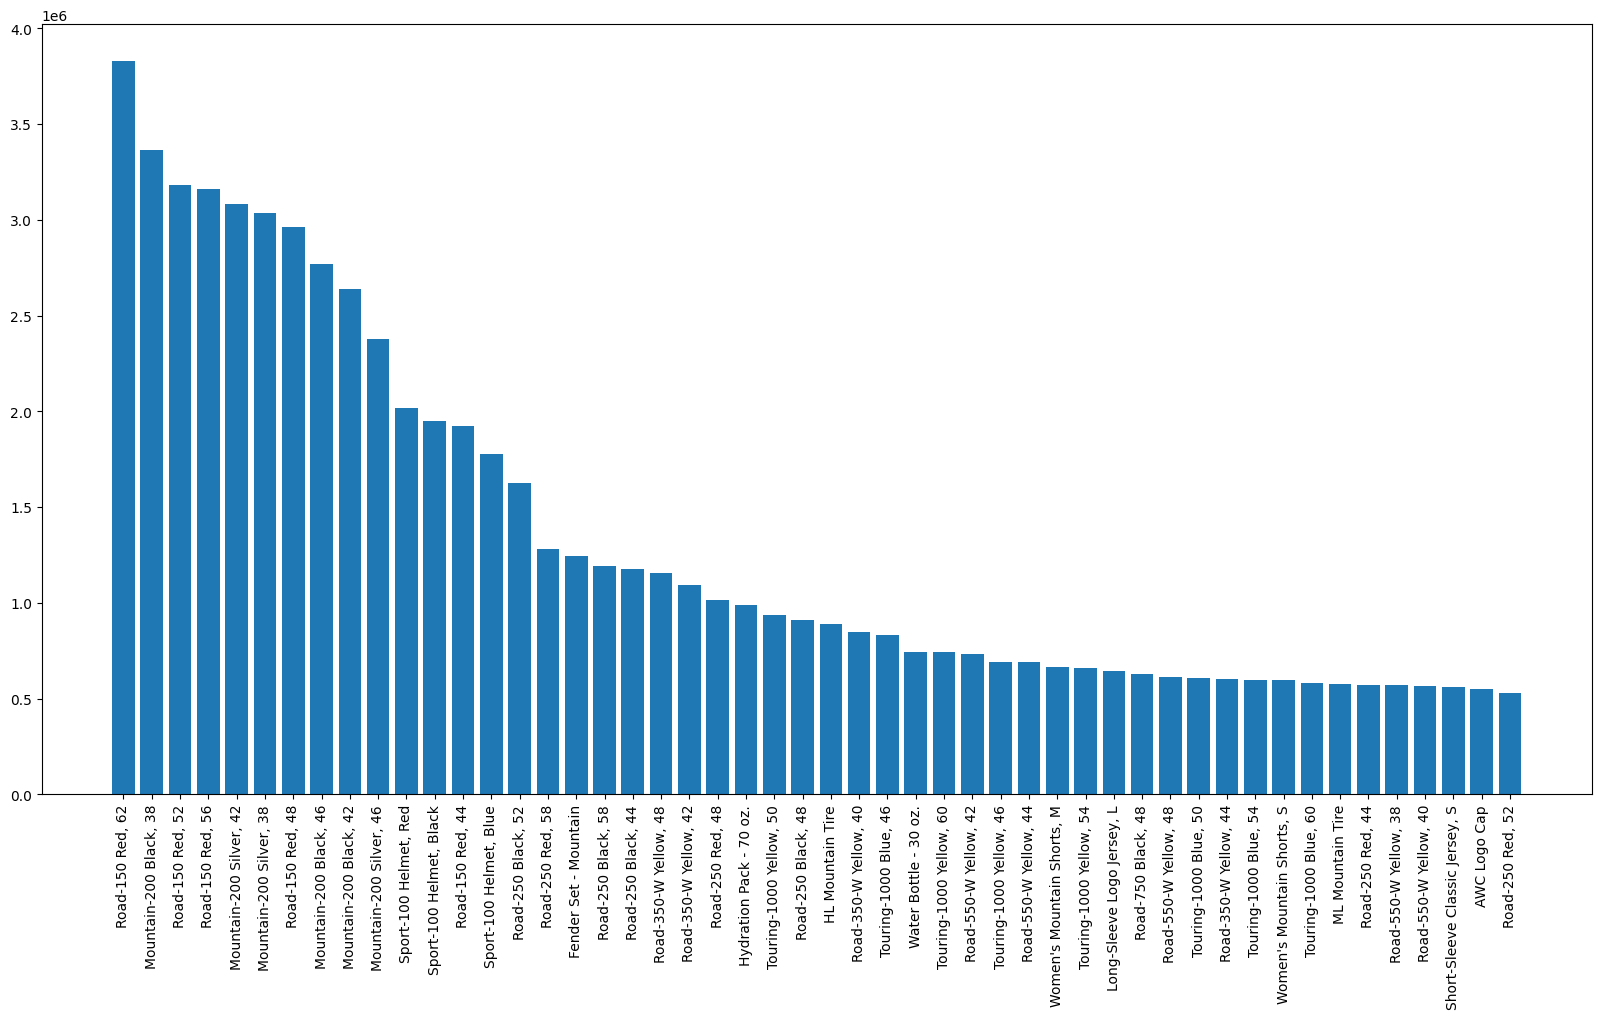 1e6
4.0
3.5
3.0
2.5
2.0
1.5
1.0
0.5
0.0
Road-150 Red, 62
Mountain-200 Black, 38
Road-150 Red, 52
Road-150 Red, 56
Mountain-200 Silver, 42
Mountain-200 Silver, 38
Road-150 Red, 48
Mountain-200 Black, 46
Mountain-200 Black, 42
Mountain-200 Silver, 46
Sport-100 Helmet, Red
Sport-100 Helmet, Black
Road-150 Red, 44
Sport-100 Helmet, Blue
Road-250 Black, 52
Road-250 Red, 58
Fender Set - Mountain
Road-250 Black, 58
Road-250 Black, 44
Road-350-W Yellow, 48
Road-350-W Yellow, 42
Road-250 Red, 48
Hydration Pack - 70 oz.
Touring-1000 Yellow, 50
Road-250 Black, 48
HL Mountain Tire
Road-350-W Yellow, 40
Touring-1000 Blue, 46
Water Bottle - 30 oz.
Touring-1000 Yellow, 60
Road-550-W Yellow, 42
Touring-1000 Yellow, 46
Road-550-W Yellow, 44
Women's Mountain Shorts, M
Touring-1000 Yellow, 54
Long-Sleeve Logo Jersey, L
Road-750 Black, 48
Road-550-W Yellow, 48
Touring-1000 Blue, 50
Road-350-W Yellow, 44
Touring-1000 Blue, 54
Women's Mountain Shorts, S
Touring-1000 Blue, 60
ML Mountain Tire
Road-250 Red, 44
Road-550-W Yellow, 38
Road-550-W Yellow, 40
Short-Sleeve Classic Jersey, S
AWC Logo Cap
Road-250 Red, 52